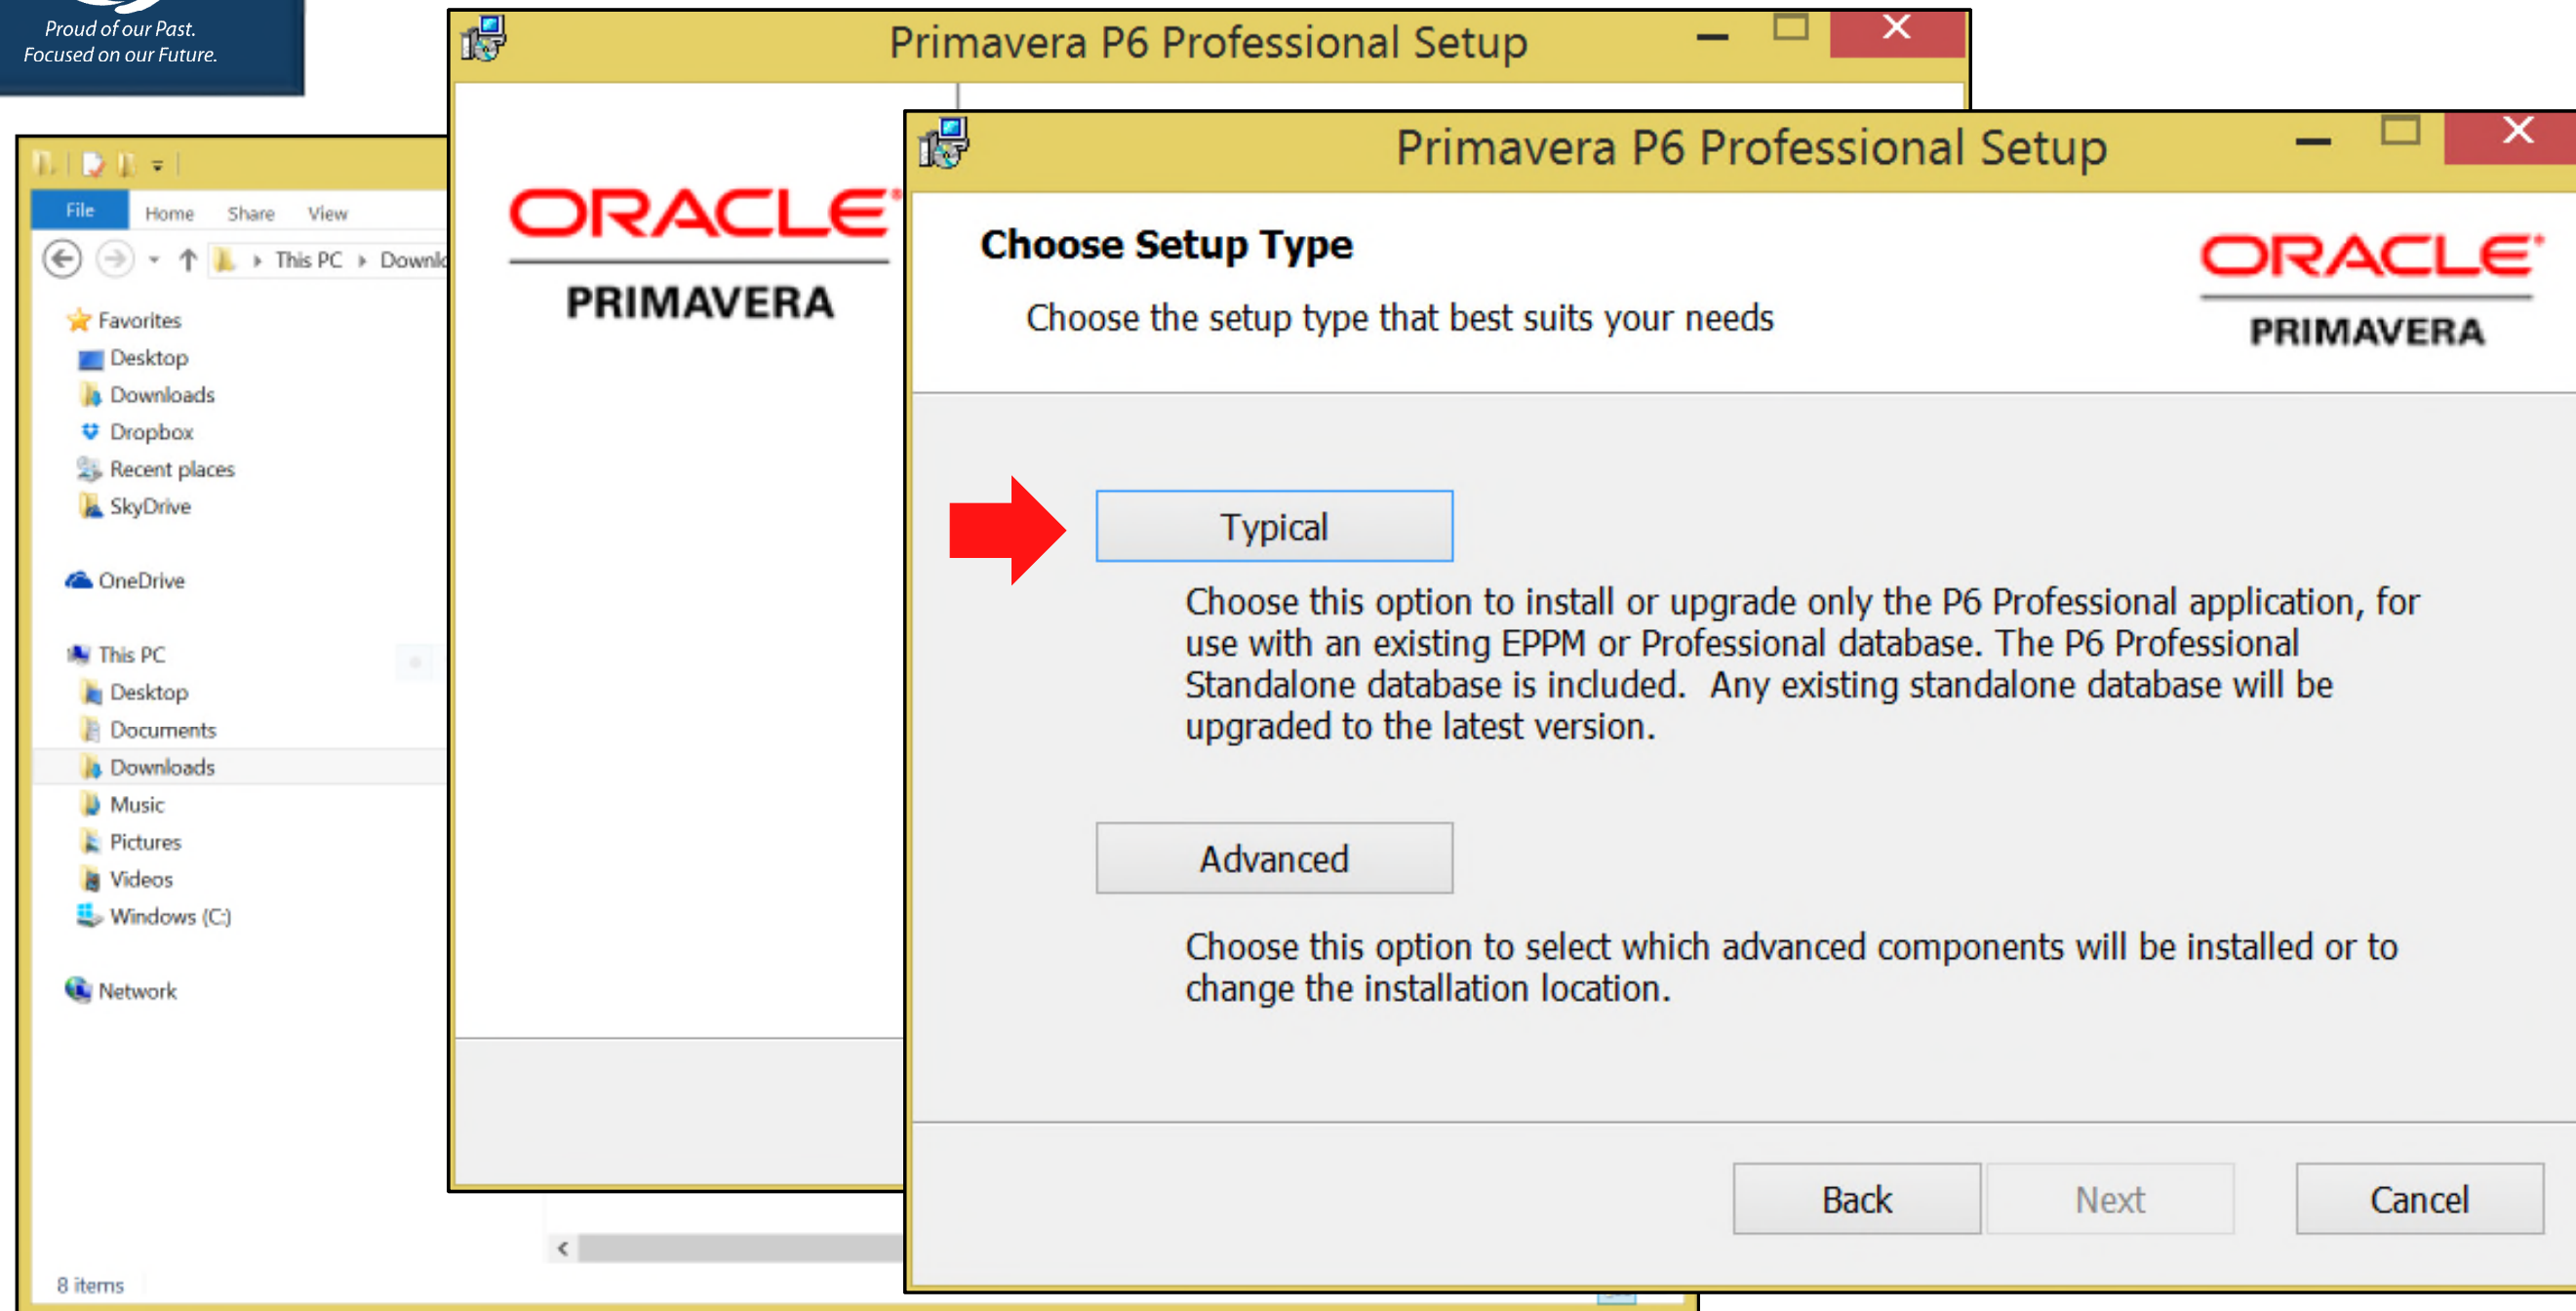 Proud of our Past.
Focused on our Future.
File Home Share View
This PC Downlo
Favorites
Desktop
Downloads
Dropbox
Recent places
SkyDrive
OneDrive
This PC
Desktop
Documents
Downloads
Music
Pictures
Videos
Windows (C:)
Network
8 items
Primavera P6 Professional Setup
ORACLE
PRIMAVERA
Primavera P6 Professional Setup
Choose Setup Type
Choose the setup type that best suits your needs
ORACLE
PRIMAVERA
Typical
Choose this option to install or upgrade only the P6 Professional application, for
use with an existing EPPM or Professional database. The P6 Professional
Standalone database is included. Any existing standalone database will be
upgraded to the latest version.
Advanced
Choose this option to select which advanced components will be installed or to
change the installation location.
Back Next Cancel